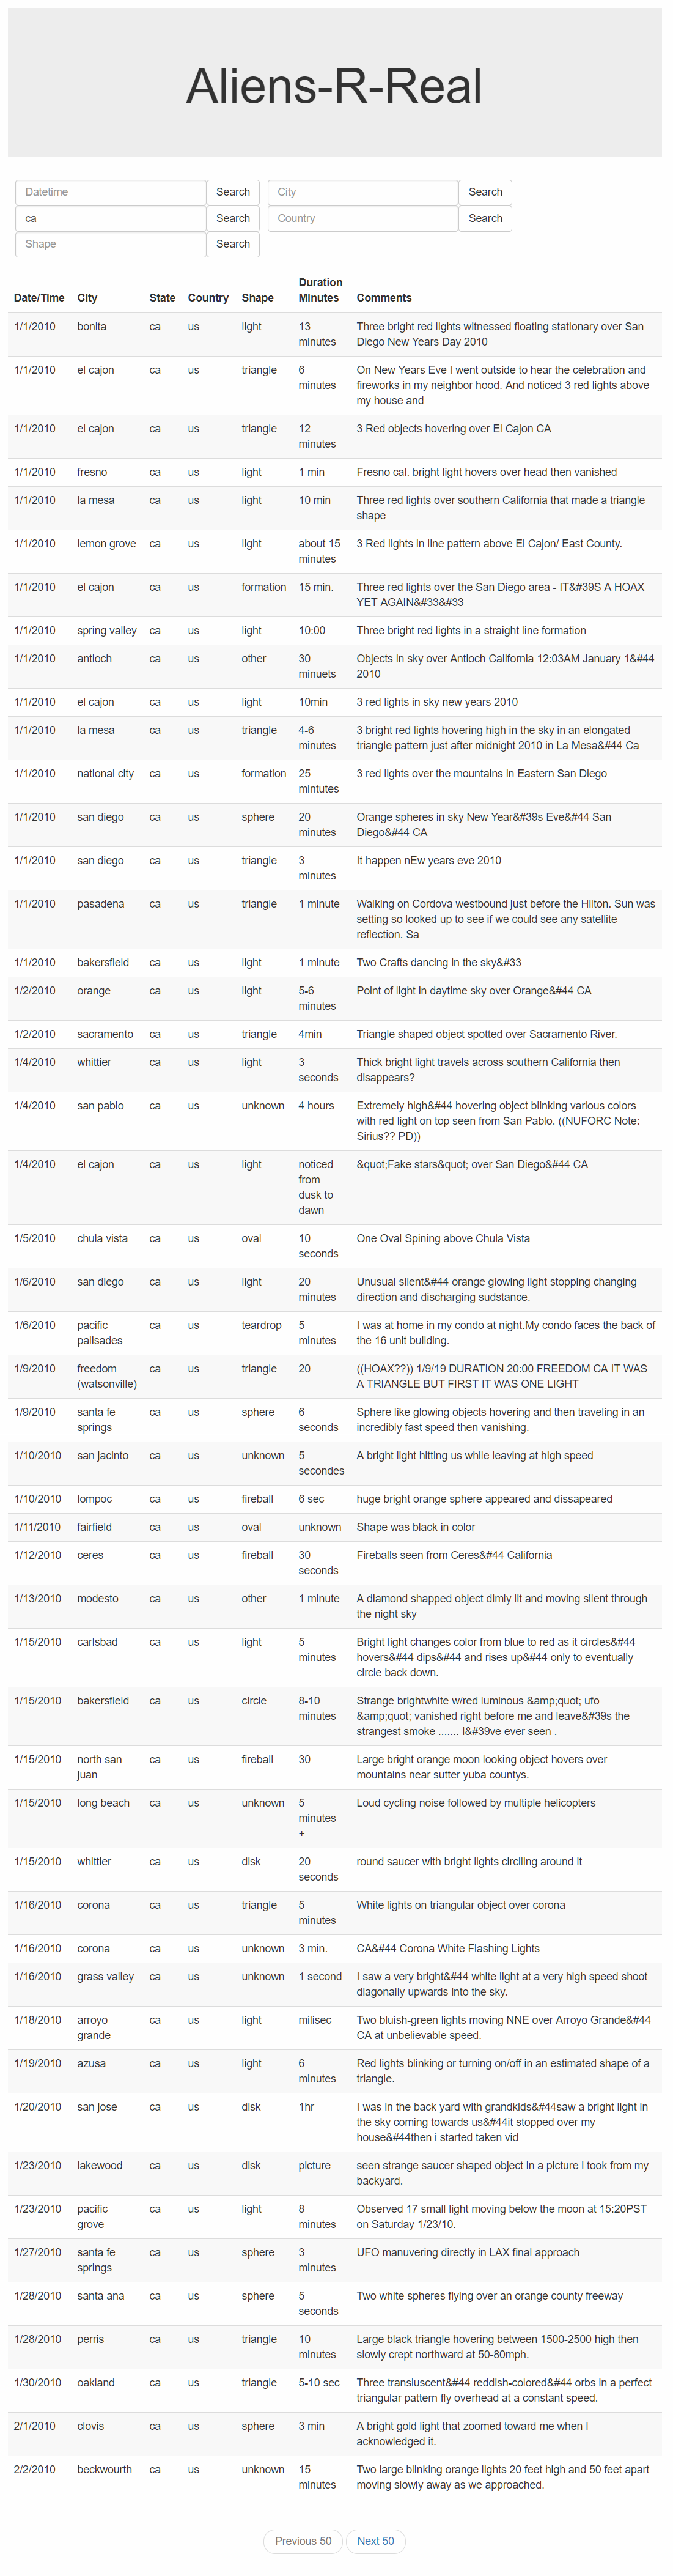 Aliens-R-Real
Datetime Search City Search
ca Search Country Search
Shape Search
Duration
Date/Time City State Country Shape Minutes Comments
1/1/2010 bonita ca us light 13 Three bright red lights witnessed floating stationary over San
minutes Diego New Years Day 2010
1/1/2010 el cajon ca us triangle 6 On New Years Eve I went outside to hear the celebration and
minutes fireworks in my neighbor hood. And noticed 3 red lights above
my house and
1/1/2010 el cajon ca us triangle 12 3 Red objects hovering over El Cajon CA
minutes
1/1/2010 fresno ca us light 1 min Fresno cal. bright light hovers over head then vanished
1/1/2010 la mesa ca us light 10 min Three red lights over southern California that made a triangle
shape
1/1/2010 lemon grove ca us light about 15 3 Red lights in line pattern above El Cajon/ East County.
minutes
1/1/2010 el cajon ca us formation 15 min. Three red lights over the San Diego area - IT&#39S A HOAX
YET AGAIN&#33&#33
1/1/2010 spring valley ca us light 10:00 Three bright red lights in a straight line formation
1/1/2010 antioch ca us other 30 Objects in sky over Antioch California 12:03AM January 1&#44
minuets 2010
1/1/2010 el cajon ca us light 10min 3 red lights in sky new years 2010
1/1/2010 la mesa ca us triangle 4-6 3 bright red lights hovering high in the sky in an elongated
minutes triangle pattern just after midnight 2010 in La Mesa&#44 Ca
1/1/2010 national city ca us formation 25 3 red lights over the mountains in Eastern San Diego
mintutes
1/1/2010 san diego ca us sphere 20 Orange spheres in sky New Year&#39s Eve&#44 San
minutes Diego&#44 CA
1/1/2010 san diego ca us triangle 3 It happen nEw years eve 2010
minutes
1/1/2010 pasadena ca us triangle 1 minute Walking on Cordova westbound just before the Hilton. Sun was
setting so looked up to see if we could see any satellite
reflection. Sa
1/1/2010 bakersfield ca us light 1 minute Two Crafts dancing in the sky&#33
1/2/2010 orange ca us light 5-6 Point of light in daytime sky over Orange&#44 CA
minutes
1/2/2010 sacramento ca us triangle 4min Triangle shaped object spotted over Sacramento River.
1/4/2010 whittier ca us light 3 Thick bright light travels across southern California then
seconds disappears?
1/4/2010 san pablo ca us unknown 4 hours Extremely high&#44 hovering object blinking various colors
with red light on top seen from San Pablo. ((NUFORC Note:
Sirius?? PD))
1/4/2010 el cajon ca us light noticed &quot;Fake stars&quot; over San Diego&#44 CA
from
dusk to
dawn
1/5/2010 chula vista ca us oval 10 One Oval Spining above Chula Vista
seconds
1/6/2010 san diego ca us light 20 Unusual silent&#44 orange glowing light stopping changing
minutes direction and discharging sudstance.
1/6/2010 pacific ca us teardrop 5 I was at home in my condo at night.My condo faces the back of
palisades minutes the 16 unit building.
1/9/2010 freedom ca us triangle 20 ((HOAX??)) 1/9/19 DURATION 20:00 FREEDOM CA IT WAS
(watsonville) A TRIANGLE BUT FIRST IT WAS ONE LIGHT
1/9/2010 santa fe ca us sphere 6 Sphere like glowing objects hovering and then traveling in an
springs seconds incredibly fast speed then vanishing.
1/10/2010 san jacinto ca us unknown 5 A bright light hitting us while leaving at high speed
secondes
1/10/2010 lompoc ca us fireball 6 sec huge bright orange sphere appeared and dissapeared
1/11/2010 fairfield ca us oval unknown Shape was black in color
1/12/2010 ceres ca us fireball 30 Fireballs seen from Ceres&#44 California
seconds
1/13/2010 modesto ca us other 1 minute A diamond shapped object dimly lit and moving silent through
the night sky
1/15/2010 carlsbad ca us light 5 Bright light changes color from blue to red as it circles&#44
minutes hovers&#44 dips&#44 and rises up&#44 only to eventually
circle back down.
1/15/2010 bakersfield ca us circle 8-10 Strange brightwhite w/red luminous &amp;quot; ufo
minutes &amp;quot; vanished right before me and leave&#39s the
strangest smoke ....... I&#39ve ever seen .
1/15/2010 north san ca us fireball 30 Large bright orange moon looking object hovers over
juan mountains near sutter yuba countys.
1/15/2010 long beach ca us unknown 5 Loud cycling noise followed by multiple helicopters
minutes
+
1/15/2010 whittier ca us disk 20 round saucer with bright lights circiling around it
seconds
1/16/2010 corona ca us triangle 5 White lights on triangular object over corona
minutes
1/16/2010 corona ca us unknown 3 min. CA&#44 Corona White Flashing Lights
1/16/2010 grass valley ca us unknown 1 second I saw a very bright&#44 white light at a very high speed shoot
diagonally upwards into the sky.
1/18/2010 arroyo ca us light milisec Two bluish-green lights moving NNE over Arroyo Grande&#44
grande CA at unbelievable speed.
1/19/2010 azusa ca us light 6 Red lights blinking or turning on/off in an estimated shape of a
minutes triangle.
1/20/2010 san jose ca us disk 1hr I was in the back yard with grandkids&#44saw a bright light in
the sky coming towards us&#44it stopped over my
house&#44then i started taken vid
1/23/2010 lakewood ca us disk picture seen strange saucer shaped object in a picture i took from my
backyard.
1/23/2010 pacific ca us light 8 Observed 17 small light moving below the moon at 15:20PST
grove minutes on Saturday 1/23/10.
1/27/2010 santa fe ca us sphere 3 UFO manuvering directly in LAX final approach
springs minutes
1/28/2010 santa ana ca us sphere 5 Two white spheres flying over an orange county freeway
seconds
1/28/2010 perris ca us triangle 10 Large black triangle hovering between 1500-2500 high then
minutes slowly crept northward at 50-80mph.
1/30/2010 oakland ca us triangle 5-10 sec Three transluscent&#44 reddish-colored&#44 orbs in a perfect
triangular pattern fly overhead at a constant speed.
2/1/2010 clovis ca us sphere 3 min A bright gold light that zoomed toward me when I
acknowledged it.
2/2/2010 beckwourth ca us unknown 15 Two large blinking orange lights 20 feet high and 50 feet apart
minutes moving slowly away as we approached.
Previous 50 Next 50